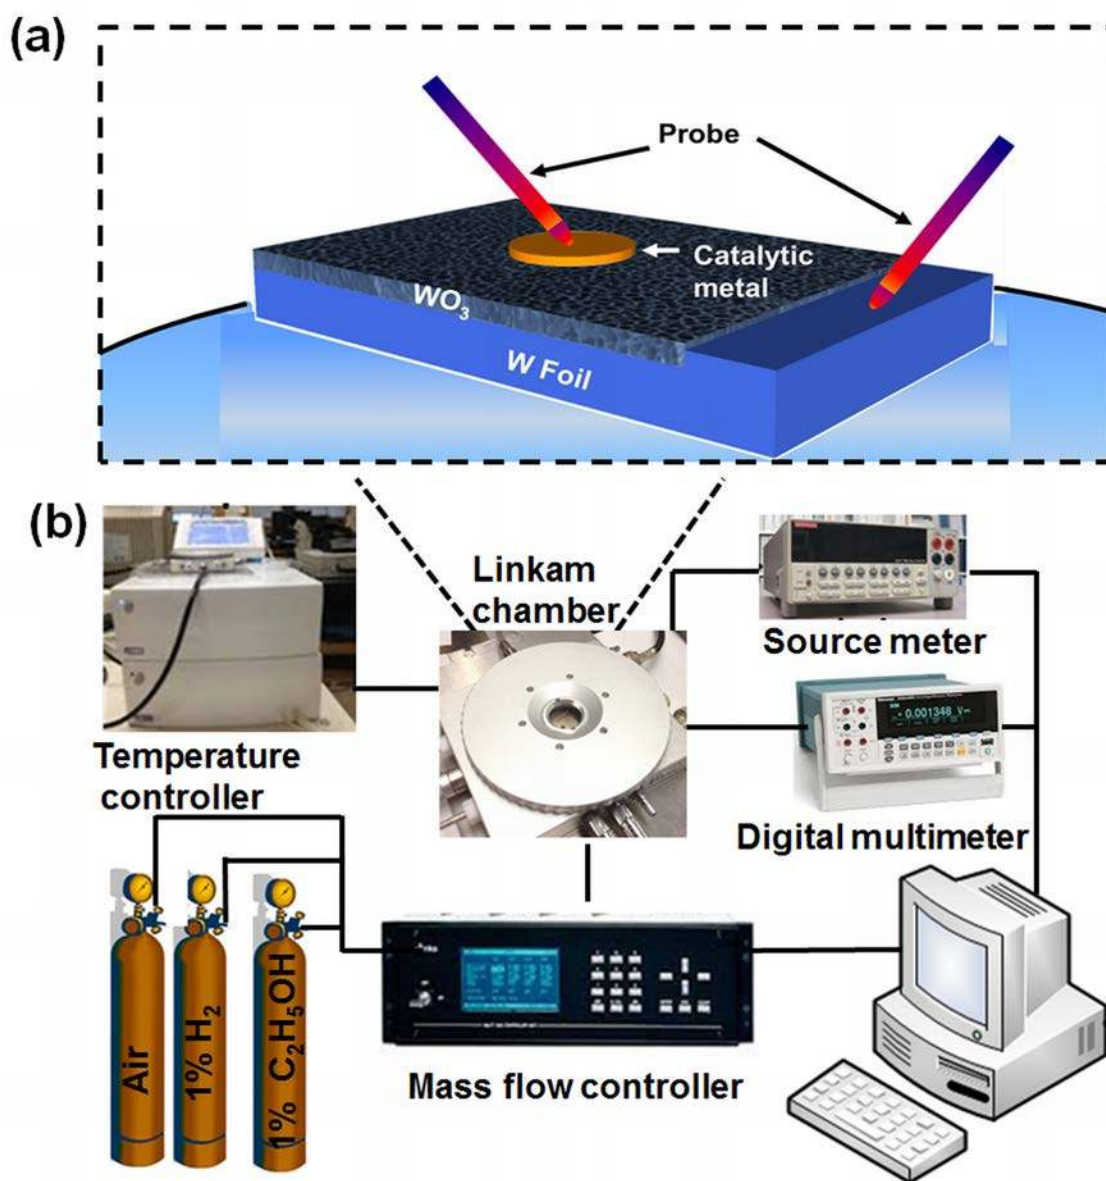 (a)
Probe
Catalytic
metal
WO3
W Foil
(b)
Linkam
chamber
Source meter
0.001348 V
Temperature
controller
Digital multimeter
Air
1% H2
1% C2H5OH
Mass flow controller